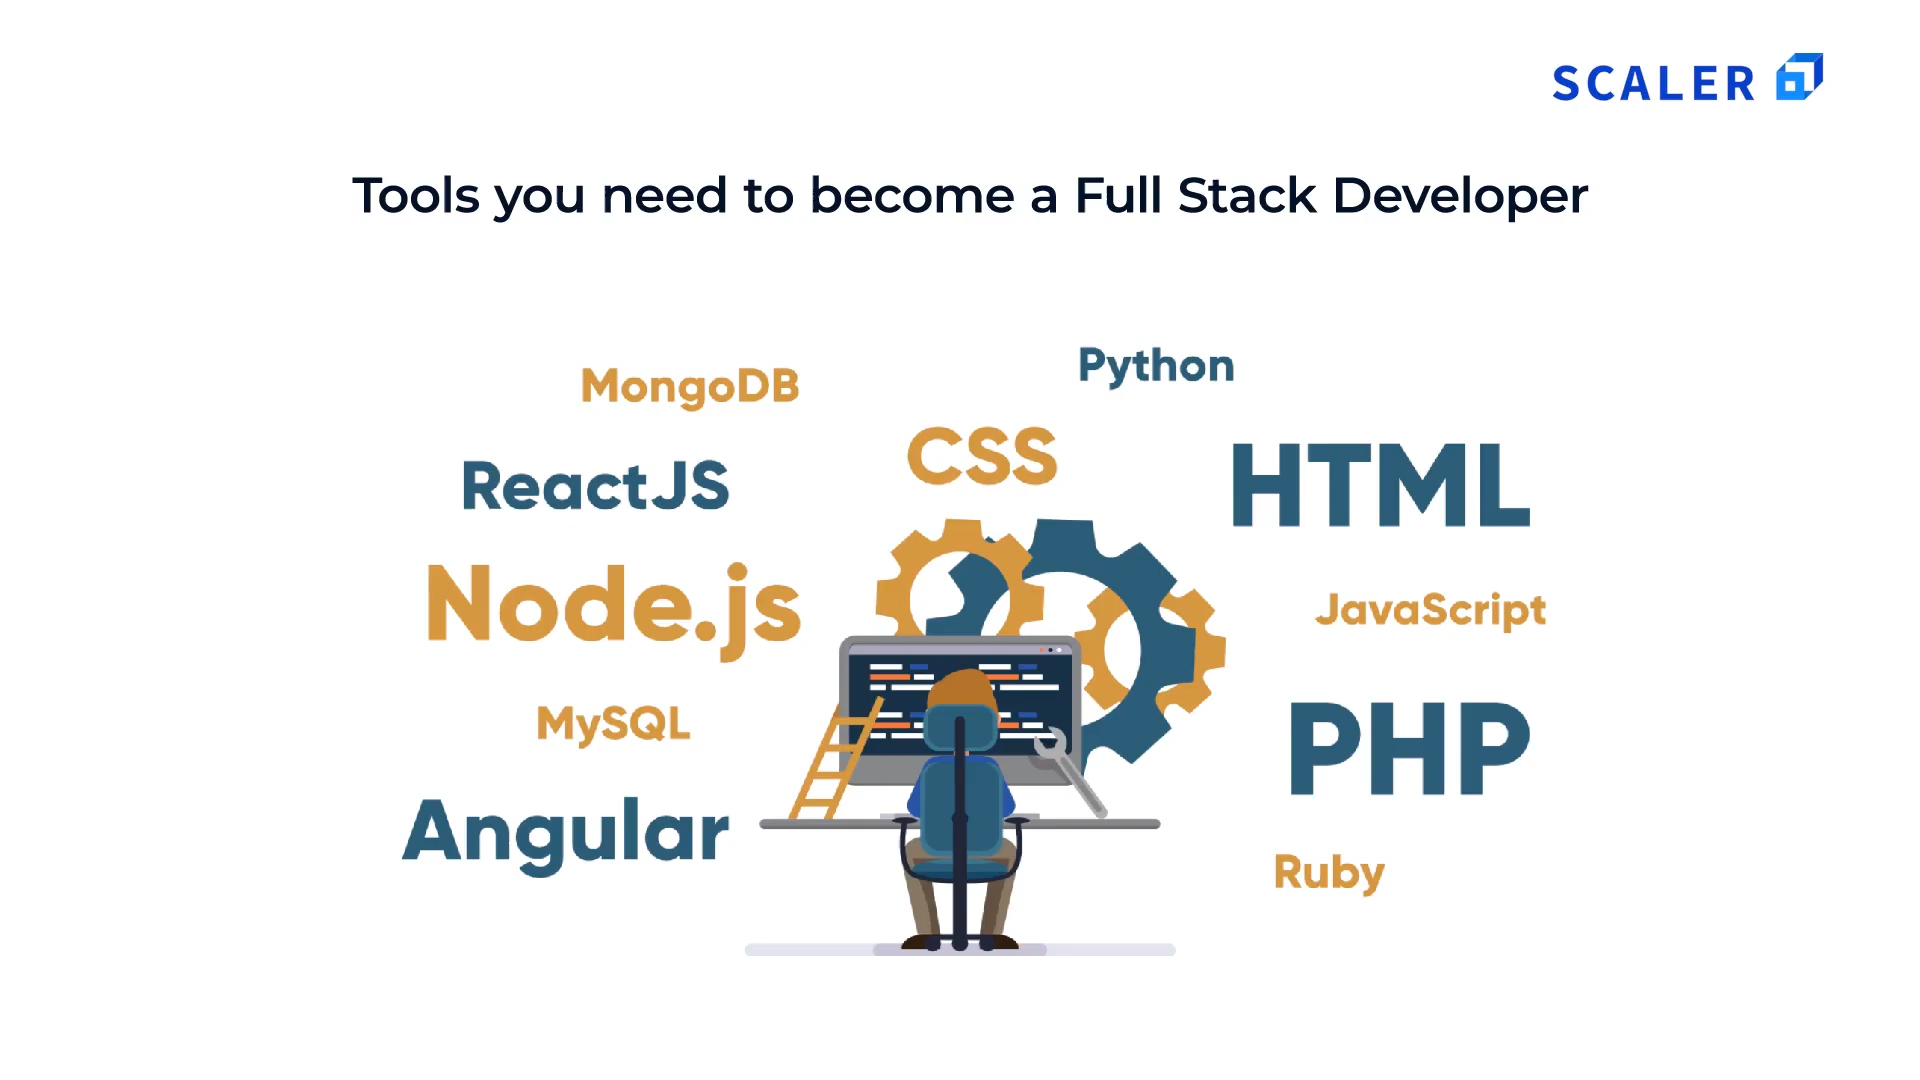 SCALER
Tools you need to become a Full Stack Developer
MongoDB
Python
CSS
ReactJS
HTML
Node.js
JavaScript
MySQL
PHP
Angular
Ruby